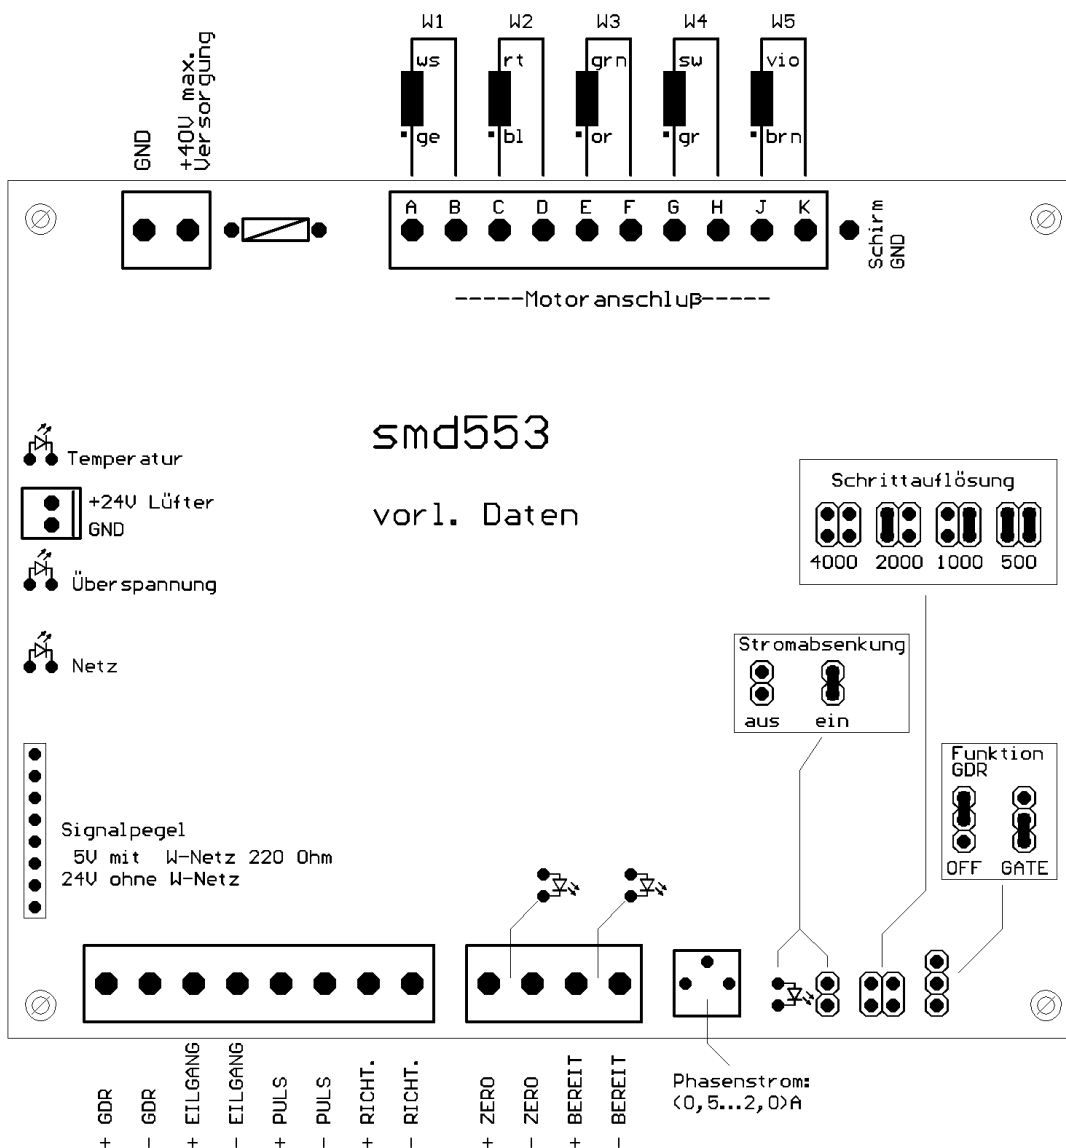 W1 W2 W3 W4 W5
ws rt grn sw vio
ge bl or gr brn
GND
+40V max.
Versorgung
A B C D E F G H J K
Schirm
GND
-----Motoranschluß-----
smd553
vorl. Daten
Temperatur
+24V Lüfter
GND
Überspannung
Netz
Schrittauflösung
4000 2000 1000 500
Stromabsenkung
aus ein
Funktion
GDR
OFF GATE
Signalpegel
5V mit W-Netz 220 Ohm
24V ohne W-Netz
+ GDR
- GDR
+ EILGANG
- EILGANG
+ PULS
- PULS
+ RICHT.
- RICHT.
+ ZERO
- ZERO
+ BEREIT
- BEREIT
Phasenstrom:
(0,5...2,0)A